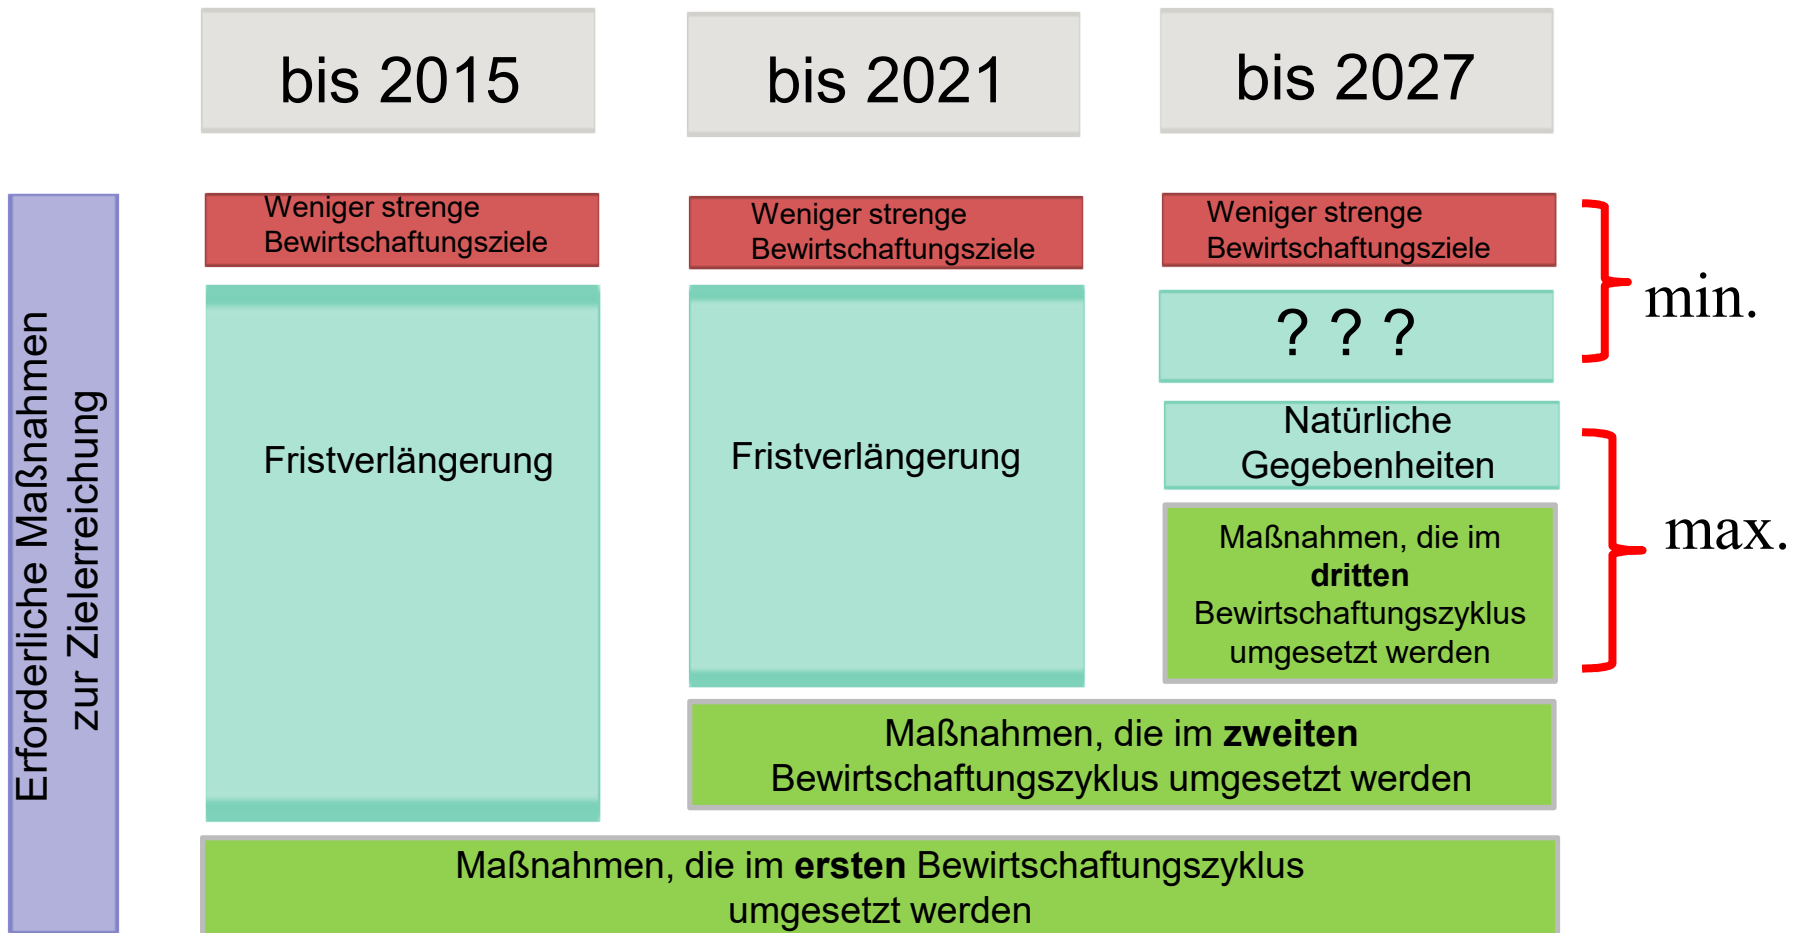 bis 2015
bis 2021
bis 2027
Erforderliche Maßnahmen
zur Zielerreichung
Weniger strenge
Bewirtschaftungsziele
Weniger strenge
Bewirtschaftungsziele
Weniger strenge
Bewirtschaftungsziele
min.
? ? ?
Fristverlängerung
Fristverlängerung
Natürliche
Gegebenheiten
max.
Maßnahmen, die im
dritten
Bewirtschaftungszyklus
umgesetzt werden
Maßnahmen, die im zweiten
Bewirtschaftungszyklus umgesetzt werden
Maßnahmen, die im ersten Bewirtschaftungszyklus
umgesetzt werden